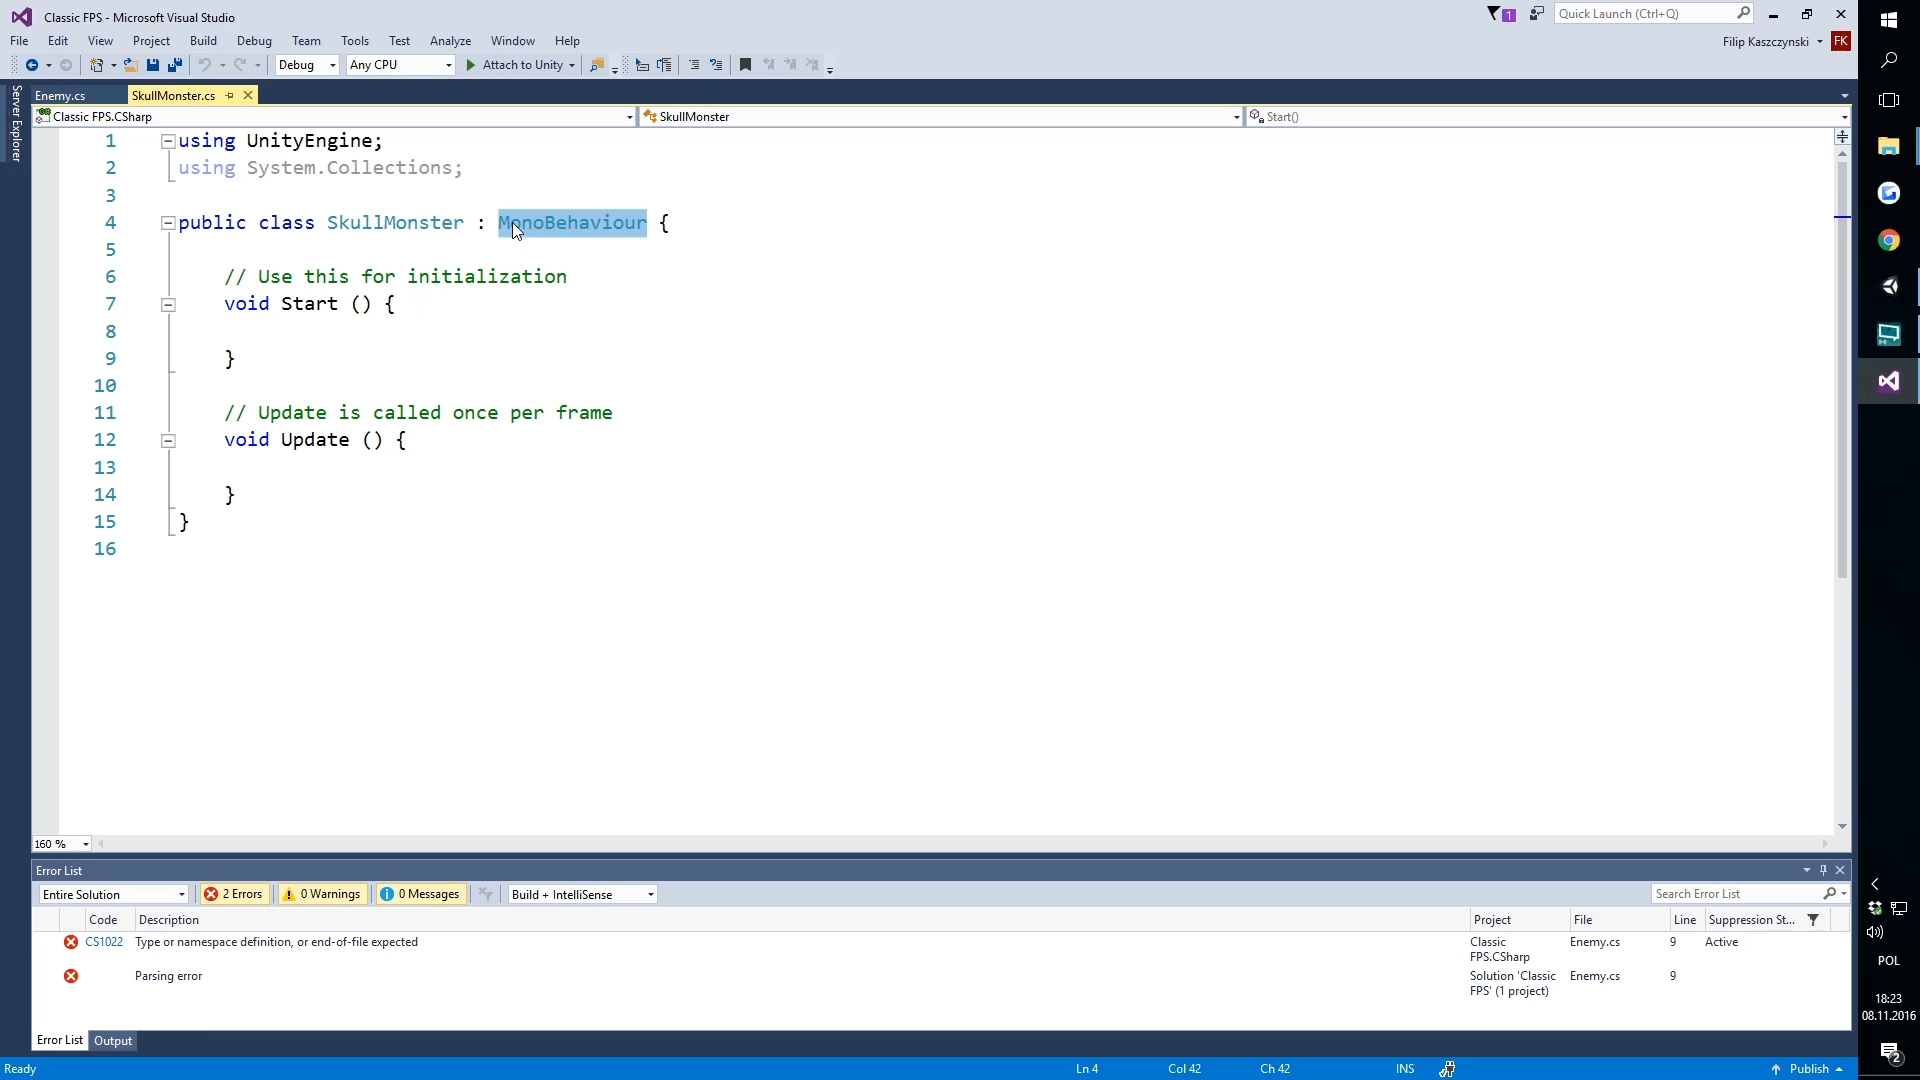 Classic FPS - Microsoft Visual Studio
1
Quick Launch (Ctrl+Q)
File Edit View Project Build Debug Team Tools Test Analyze Window Help
Filip Kaszczynski FK
Debug Any CPU Attach to Unity
Server Explorer
Enemy.cs SkullMonster.cs
Classic FPS.CSharp SkullMonster Start()
1 using UnityEngine;
2 using System.Collections;
3
4 public class SkullMonster : MonoBehaviour {
5
6 // Use this for initialization
7 void Start () {
8
9 }
10
11 // Update is called once per frame
12 void Update () {
13
14 }
15 }
16
160 %
Error List
Entire Solution 2 Errors 0 Warnings 0 Messages Build + IntelliSense Search Error List
Code Description Project File Line Suppression St...
CS1022 Type or namespace definition, or end-of-file expected Classic FPS.CSharp Enemy.cs 9 Active
Parsing error Solution 'Classic FPS' (1 project) Enemy.cs 9
Error List Output
Ready Ln 4 Col 42 Ch 42 INS Publish
POL
18:23
08.11.2016
2